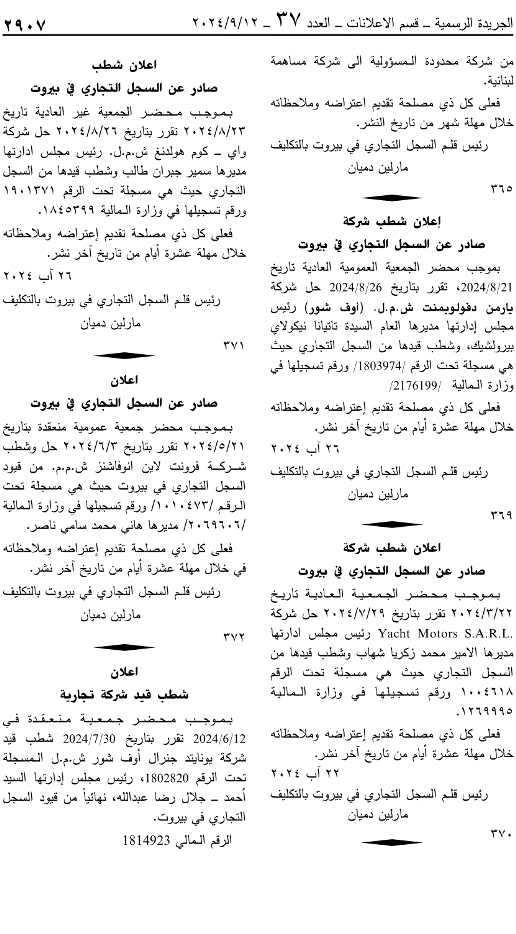 الجريدة الرسمية ــ قسم الاعلانات ــ العدد ٣٧ ــ ٢٠٢٤/٩/١٢
٢٩٠٧
من شركة محدودة المسؤولية الى شركة مساهمة
لبنانية.
فعلى كل ذي مصلحة تقديم اعتراضه وملاحظاته
خلال مهلة شهر من تاريخ النشر.
رئيس قلم السجل التجاري في بيروت بالتكليف
مارلين دميان
٣٦٥
إعلان شطب شركة
صادر عن السجل التجاري في بيروت
بموجب محضر الجمعية العمومية العادية تاريخ
2024/8/21، تقرر بتاريخ 2024/8/26 حل شركة
يارمن دفولوبمنت ش.م.ل. (أوف شور) رئيس
مجلس إدارتها مديرها العام السيدة تاتيانا نيكولاي
بيرولشيك، وشطب قيدها من السجل التجاري حيث
هي مسجلة تحت الرقم /1803974/ ورقم تسجيلها في
وزارة المالية /2176199/
فعلى كل ذي مصلحة تقديم إعتراضه وملاحظاته
خلال مهلة عشرة أيام من تاريخ آخر نشر.
٢٦ آب ٢٠٢٤
رئيس قلم السجل التجاري في بيروت بالتكليف
مارلين دميان
٣٦٩
اعلان شطب شركة
صادر عن السجل التجاري في بيروت
بموجب محضر الجمعية العادية تاريخ
٢٠٢٤/٣/٢٢ تقرر بتاريخ ٢٠٢٤/٧/٢٩ حل شركة
Yacht Motors S.A.R.L. رئيس مجلس ادارتها
مديرها الامير محمد زكريا شهاب وشطب قيدها من
السجل التجاري حيث هي مسجلة تحت الرقم
١٠٠٤٦١٨ ورقم تسجيلها في وزارة المالية
١٢٦٩٩٩٥.
فعلى كل ذي مصلحة تقديم اعتراضه وملاحظاته
خلال مهلة عشرة أيام من تاريخ آخر نشر.
٢٢ آب ٢٠٢٤
رئيس قلم السجل التجاري في بيروت بالتكليف
مارلين دميان
٣٧٠
اعلان شطب
صادر عن السجل التجاري في بيروت
بموجب محضر الجمعية غير العادية تاريخ
٢٠٢٤/٨/٢٣ تقرر بتاريخ ٢٠٢٤/٨/٢٦ حل شركة
واي ــ كوم هولدنغ ش.م.ل. رئيس مجلس ادارتها
مديرها سمير جبران طالب وشطب قيدها من السجل
التجاري حيث هي مسجلة تحت الرقم ١٩٠١٣٧١
ورقم تسجيلها في وزارة المالية ١٨٤٥٣٩٩.
فعلى كل ذي مصلحة تقديم إعتراضه وملاحظاته
خلال مهلة عشرة أيام من تاريخ آخر نشر.
٢٦ آب ٢٠٢٤
رئيس قلم السجل التجاري في بيروت بالتكليف
مارلين دميان
٣٧١
اعلان
صادر عن السجل التجاري في بيروت
بموجب محضر جمعية عمومية منعقدة بتاريخ
٢٠٢٤/٥/٢١ تقرر بتاريخ ٢٠٢٤/٦/٣ حل وشطب
شركة فرونت لاين انوفاشنز ش.م.م. من قيود
السجل التجاري في بيروت حيث هي مسجلة تحت
الرقم /١٠١٠٤٧٣/ ورقم تسجيلها في وزارة المالية
/٢٠٦٩٦٠٦/ مديرها هاني محمد سامي ناصر.
فعلى كل ذي مصلحة تقديم اعتراضه وملاحظاته
في خلال مهلة عشرة أيام من تاريخ آخر نشر.
رئيس قلم السجل التجاري في بيروت بالتكليف
مارلين دميان
٣٧٢
اعلان
شطب قيد شركة تجارية
بموجب محضر جمعية منعقدة في
2024/6/12 تقرر بتاريخ 2024/7/30 شطب قيد
شركة يونايتد جنرال أوف شور ش.م.ل المسجلة
تحت الرقم 1802820، رئيس مجلس إدارتها السيد
أحمد ــ جلال رضا عبدالله، نهائياً من قيود السجل
التجاري في بيروت.
الرقم المالي 1814923